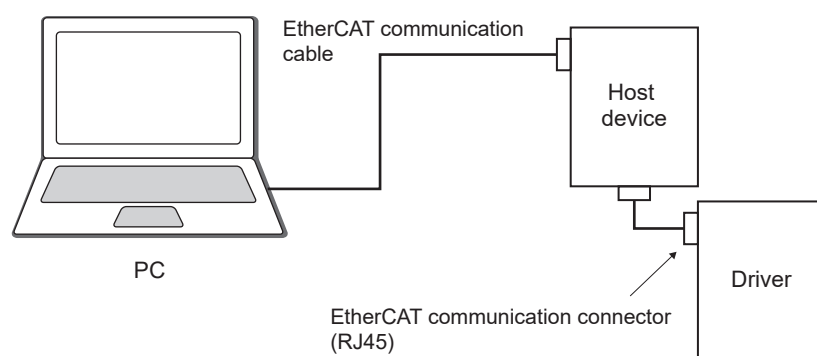 EtherCAT communication
cable
Host
device
PC
Driver
EtherCAT communication connector
(RJ45)